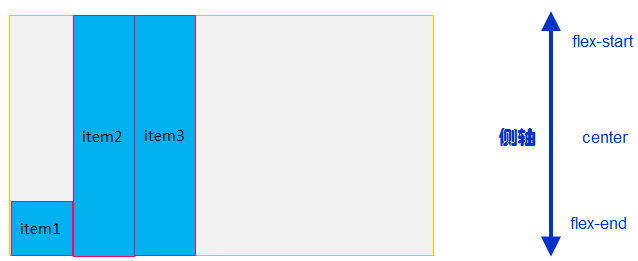 flex-start
item2
item3
侧轴
center
item1
flex-end